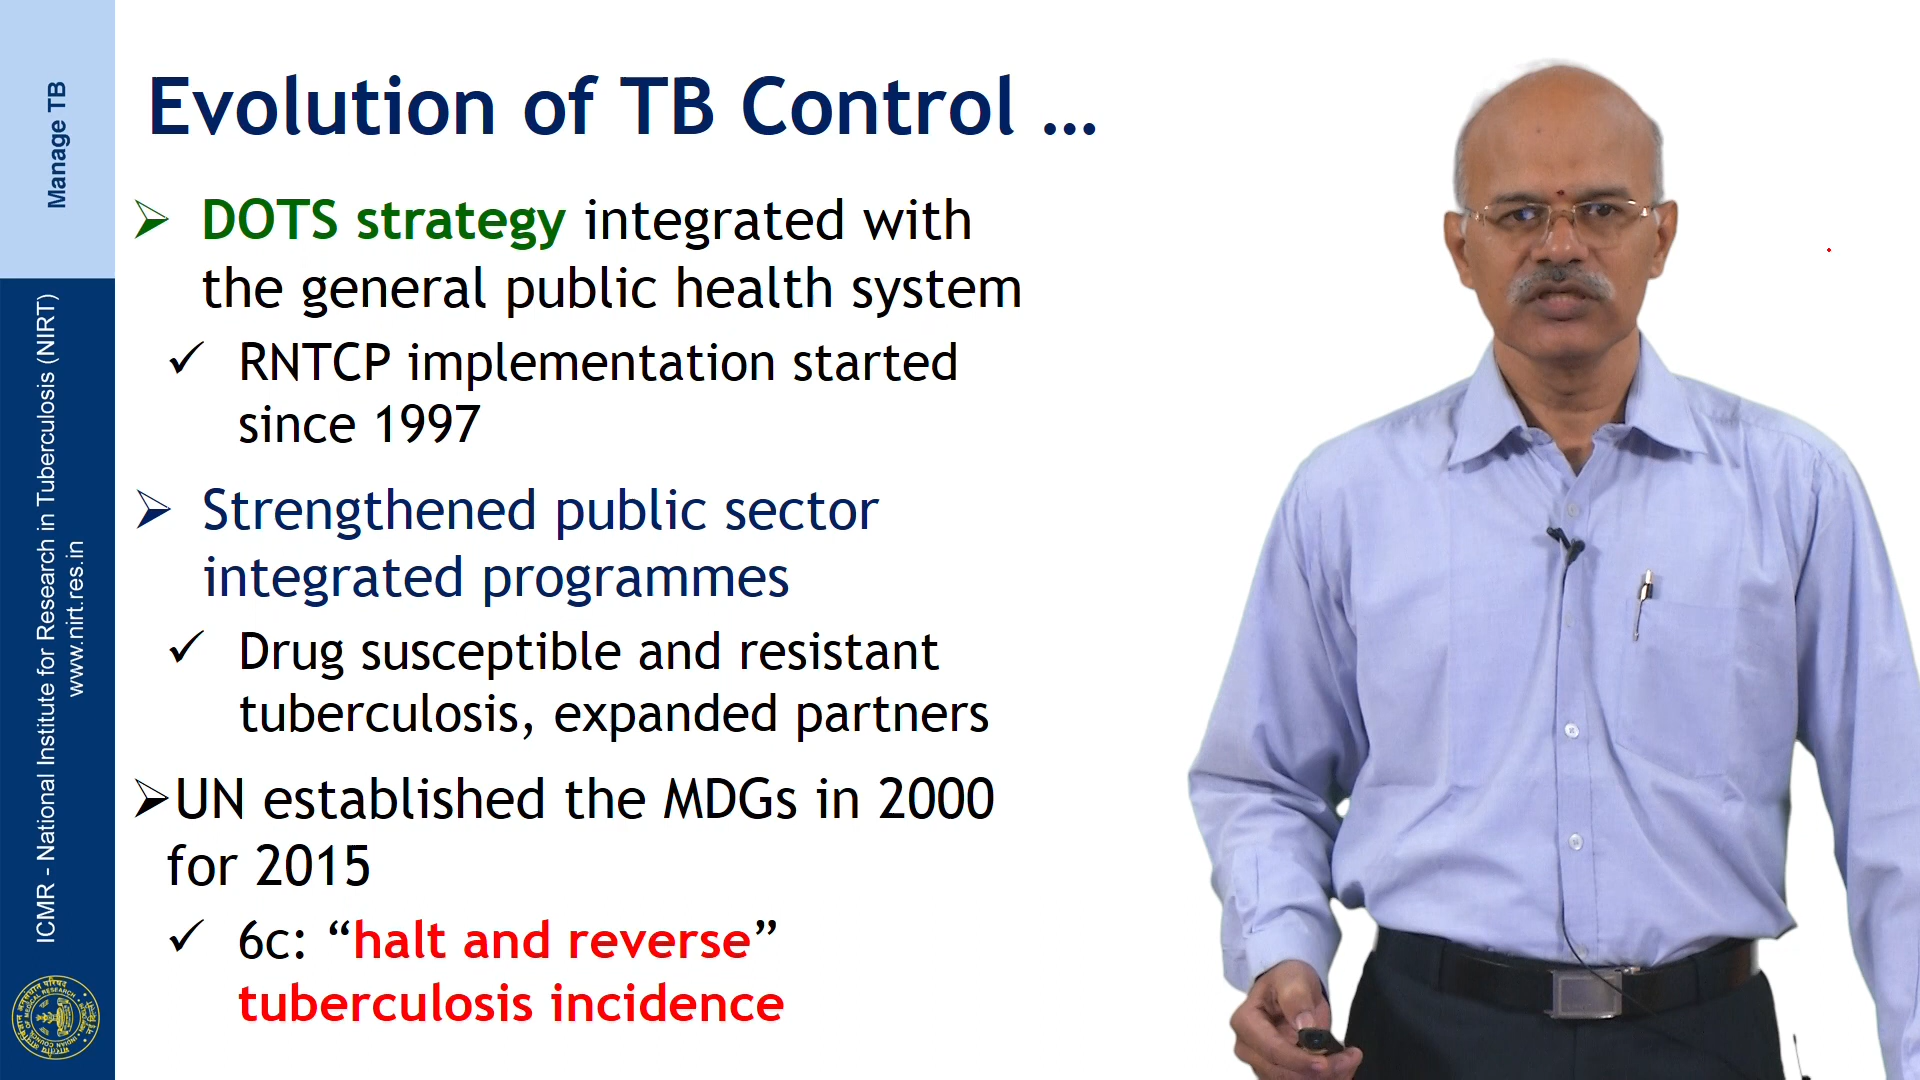 Manage TB
ICMR - National Institute for Research in Tuberculosis (NIRT)
www.nirt.res.in
Evolution of TB Control ...
➢ DOTS strategy integrated with
the general public health system
✓ RNTCP implementation started
since 1997
➢ Strengthened public sector
integrated programmes
✓ Drug susceptible and resistant
tuberculosis, expanded partners
➢UN established the MDGs in 2000
for 2015
✓ 6c: “halt and reverse”
tuberculosis incidence